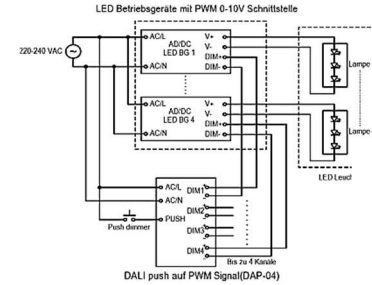 LED Betriebsgeräte mit PWM 0-10V Schnittstelle
220-240 VAC
AC/L
AC/N
AD/DC
LED BG 1
V+
V-
DIM+
DIM-
Lampe
AC/L
AC/N
AD/DC
LED BG 4
V+
V-
DIM+
DIM-
Lampe
LED Leuct
AC/L
AC/N
PUSH
Push dimmer
DIM1
DIM2
DIM3
DIM4
Bis zu 4 Kanäle
DALI push auf PWM Signal(DAP-04)